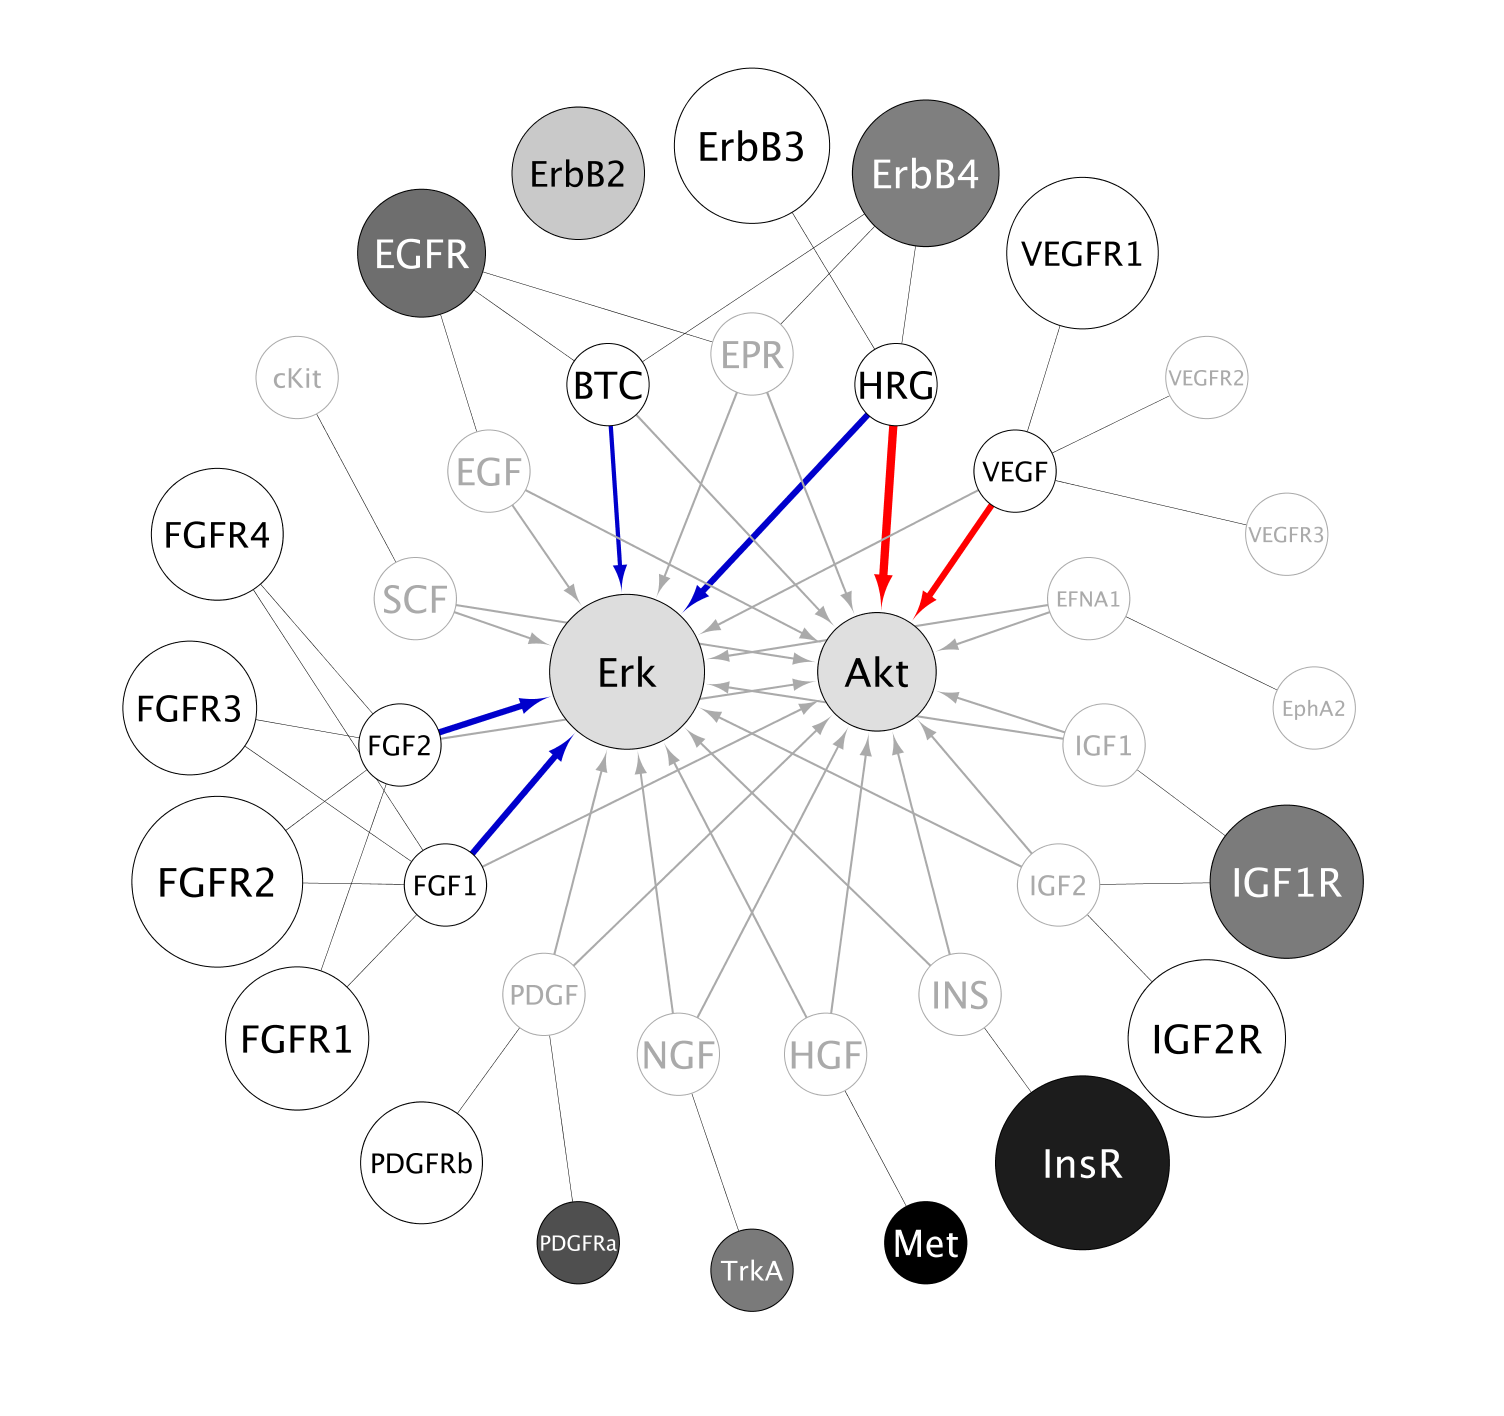 ErbB3
ErbB2
ErbB4
EGFR
VEGFR1
EPR
cKit
VEGFR2
BTC
HRG
EGF
VEGF
FGFR4
VEGFR3
SCF
EFNA1
Erk
Akt
FGFR3
EphA2
FGF2
IGF1
FGFR2
FGF1
IGF2
IGF1R
PDGF
INS
FGFR1
NGF
HGF
IGF2R
PDGFRb
InsR
PDGFRa
Met
TrkA